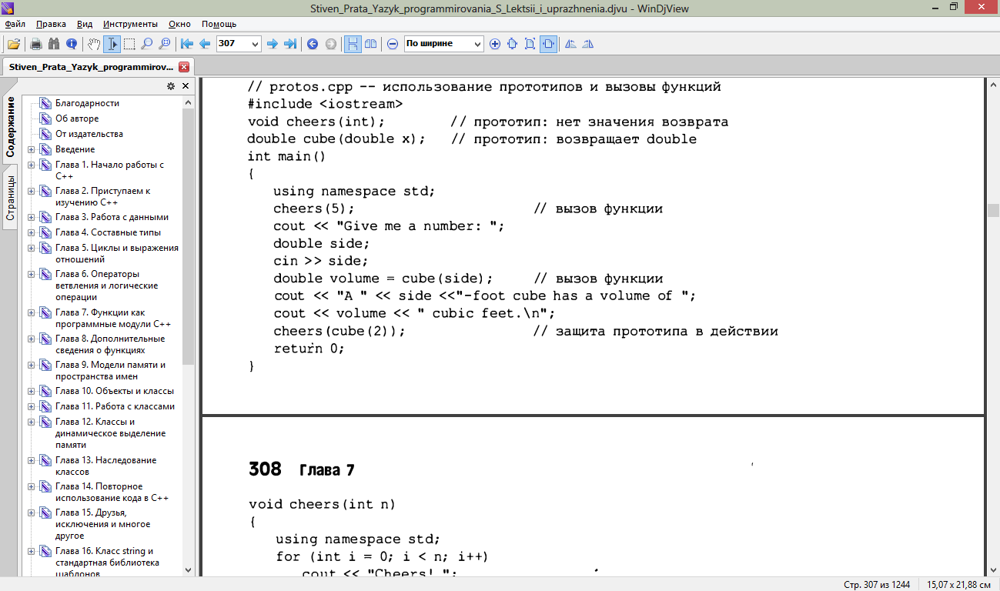 Stiven_Prata_Yazyk_programmirovania_S_Lektsii_i_uprazhnenia.djvu - WinDjView
Файл Правка Вид Инструменты Окно Помощь
307 По ширине
Stiven_Prata_Yazyk_programmirov...
Содержание
Страницы
Благодарности
Об авторе
От издательства
Введение
Глава 1. Начало работы с
C++
Глава 2. Приступаем к
изучению C++
Глава 3. Работа с данными
Глава 4. Составные типы
Глава 5. Циклы и выражения
отношений
Глава 6. Операторы
ветвления и логические
операции
Глава 7. Функции как
программные модули C++
Глава 8. Дополнительные
сведения о функциях
Глава 9. Модели памяти и
пространства имен
Глава 10. Объекты и классы
Глава 11. Работа с классами
Глава 12. Классы и
динамическое выделение
памяти
Глава 13. Наследование
классов
Глава 14. Повторное
использование кода в C++
Глава 15. Друзья,
исключения и многое
другое
Глава 16. Класс string и
стандартная библиотека
шаблонов
// protos.cpp -- использование прототипов и вызовы функций
#include <iostream>
void cheers(int); // прототип: нет значения возврата
double cube(double x); // прототип: возвращает double
int main()
{
using namespace std;
cheers(5); // вызов функции
cout << "Give me a number: ";
double side;
cin >> side;
double volume = cube(side); // вызов функции
cout << "A " << side <<"-foot cube has a volume of ";
cout << volume << " cubic feet.\n";
cheers(cube(2)); // защита прототипа в действии
return 0;
}
308 Глава 7
void cheers(int n)
{
using namespace std;
for (int i = 0; i < n; i++)
cout << "Cheers! ";
Стр. 307 из 1244 15,07 x 21,88 см